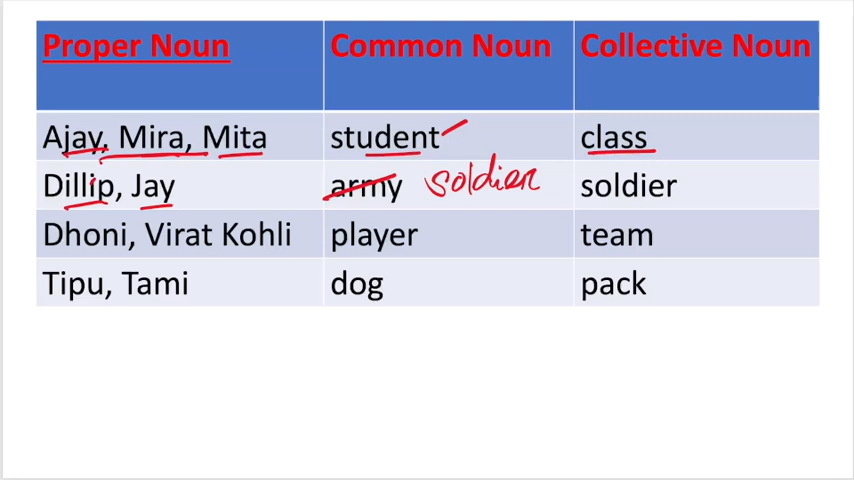 Proper Noun Common Noun Collective Noun
Ajay, Mira, Mita student class
Dillip, Jay army soldier soldier
Dhoni, Virat Kohli player team
Tipu, Tami dog pack